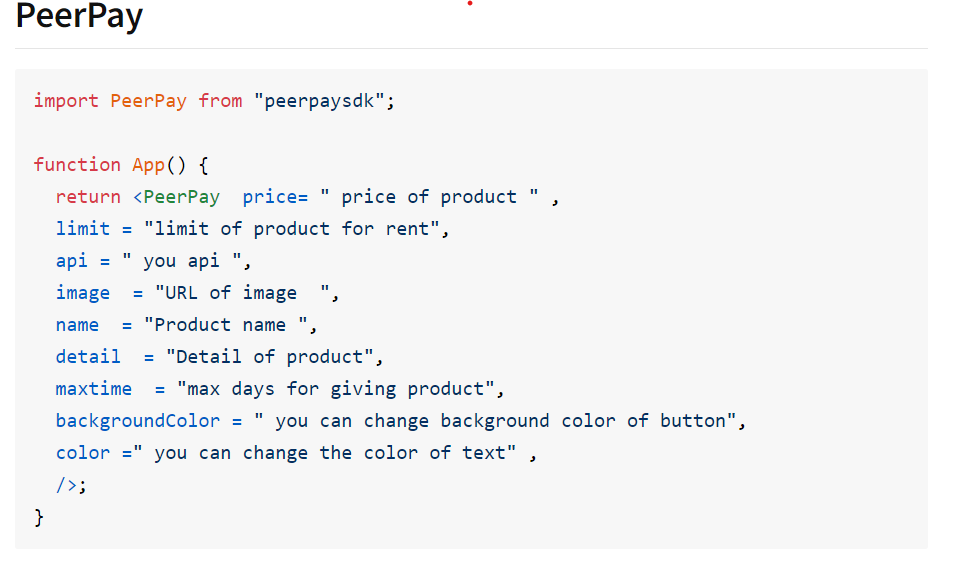 PeerPay
import PeerPay from "peerpaysdk";
function App() {
return <PeerPay  price= " price of product " ,
limit = "limit of product for rent",
api = " you api ",
image  = "URL of image  ",
name  = "Product name ",
detail  = "Detail of product",
maxtime  = "max days for giving product",
backgroundColor = " you can change background color of button",
color =" you can change the color of text" ,
/>;
}